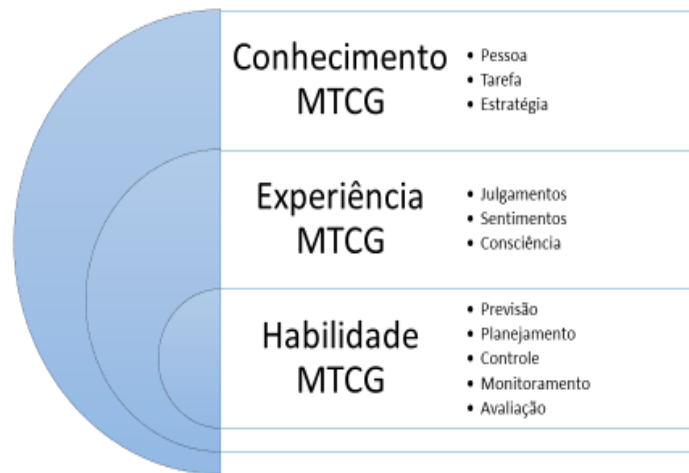 Conhecimento
MTCG
• Pessoa
• Tarefa
• Estratégia
Experiência
MTCG
• Julgamentos
• Sentimentos
• Consciência
Habilidade
MTCG
• Previsão
• Planejamento
• Controle
• Monitoramento
• Avaliação